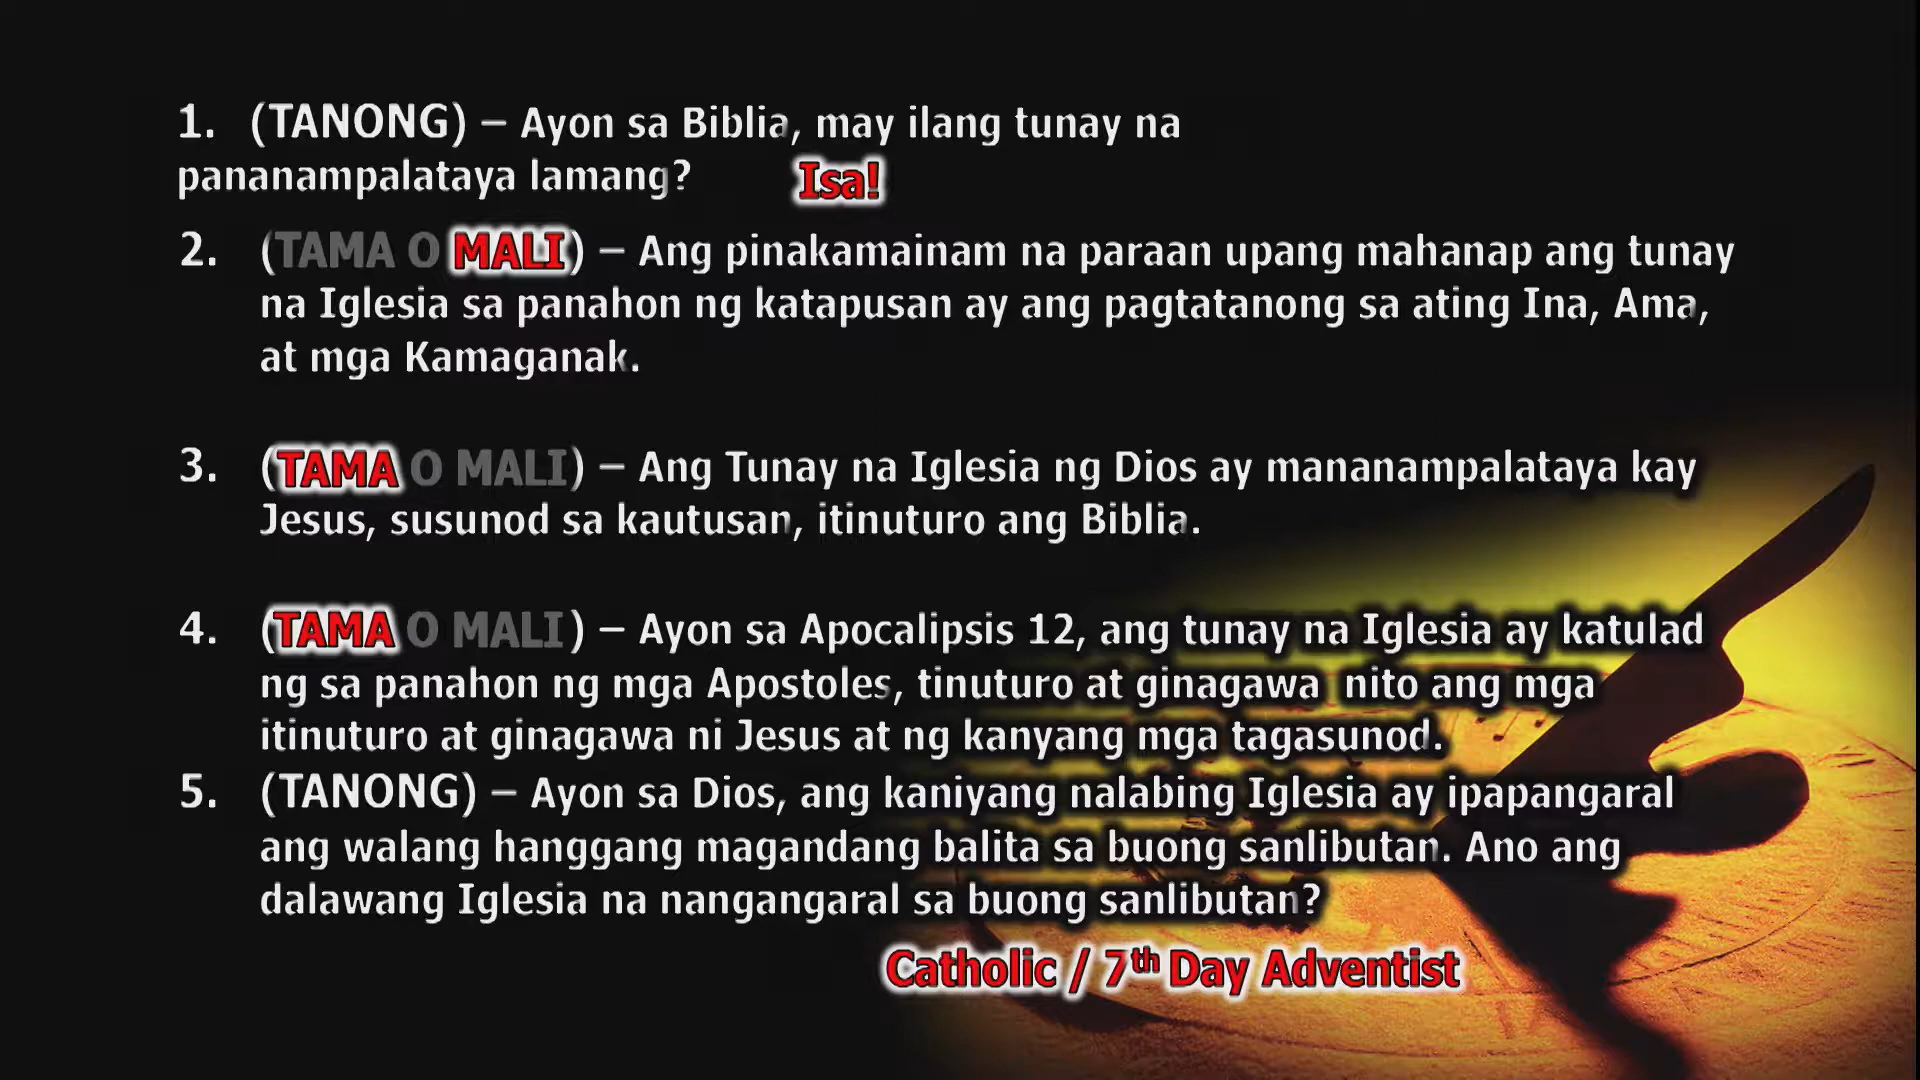 1. (TANONG) – Ayon sa Biblia, may ilang tunay na
pananampalataya lamang? Isa!
2. (TAMA O MALI) – Ang pinakamainam na paraan upang mahanap ang tunay
na Iglesia sa panahon ng katapusan ay ang pagtatanong sa ating Ina, Ama,
at mga Kamaganak.
3. (TAMA O MALI) – Ang Tunay na Iglesia ng Dios ay mananampalataya kay
Jesus, susunod sa kautusan, itinuturo ang Biblia.
4. (TAMA O MALI) – Ayon sa Apocalipsis 12, ang tunay na Iglesia ay katulad
ng sa panahon ng mga Apostoles, tinuturo at ginagawa nito ang mga
itinuturo at ginagawa ni Jesus at ng kanyang mga tagasunod.
5. (TANONG) – Ayon sa Dios, ang kaniyang nalabing Iglesia ay ipapangaral
ang walang hanggang magandang balita sa buong sanlibutan. Ano ang
dalawang Iglesia na nangangaral sa buong sanlibutan?
Catholic / 7th Day Adventist